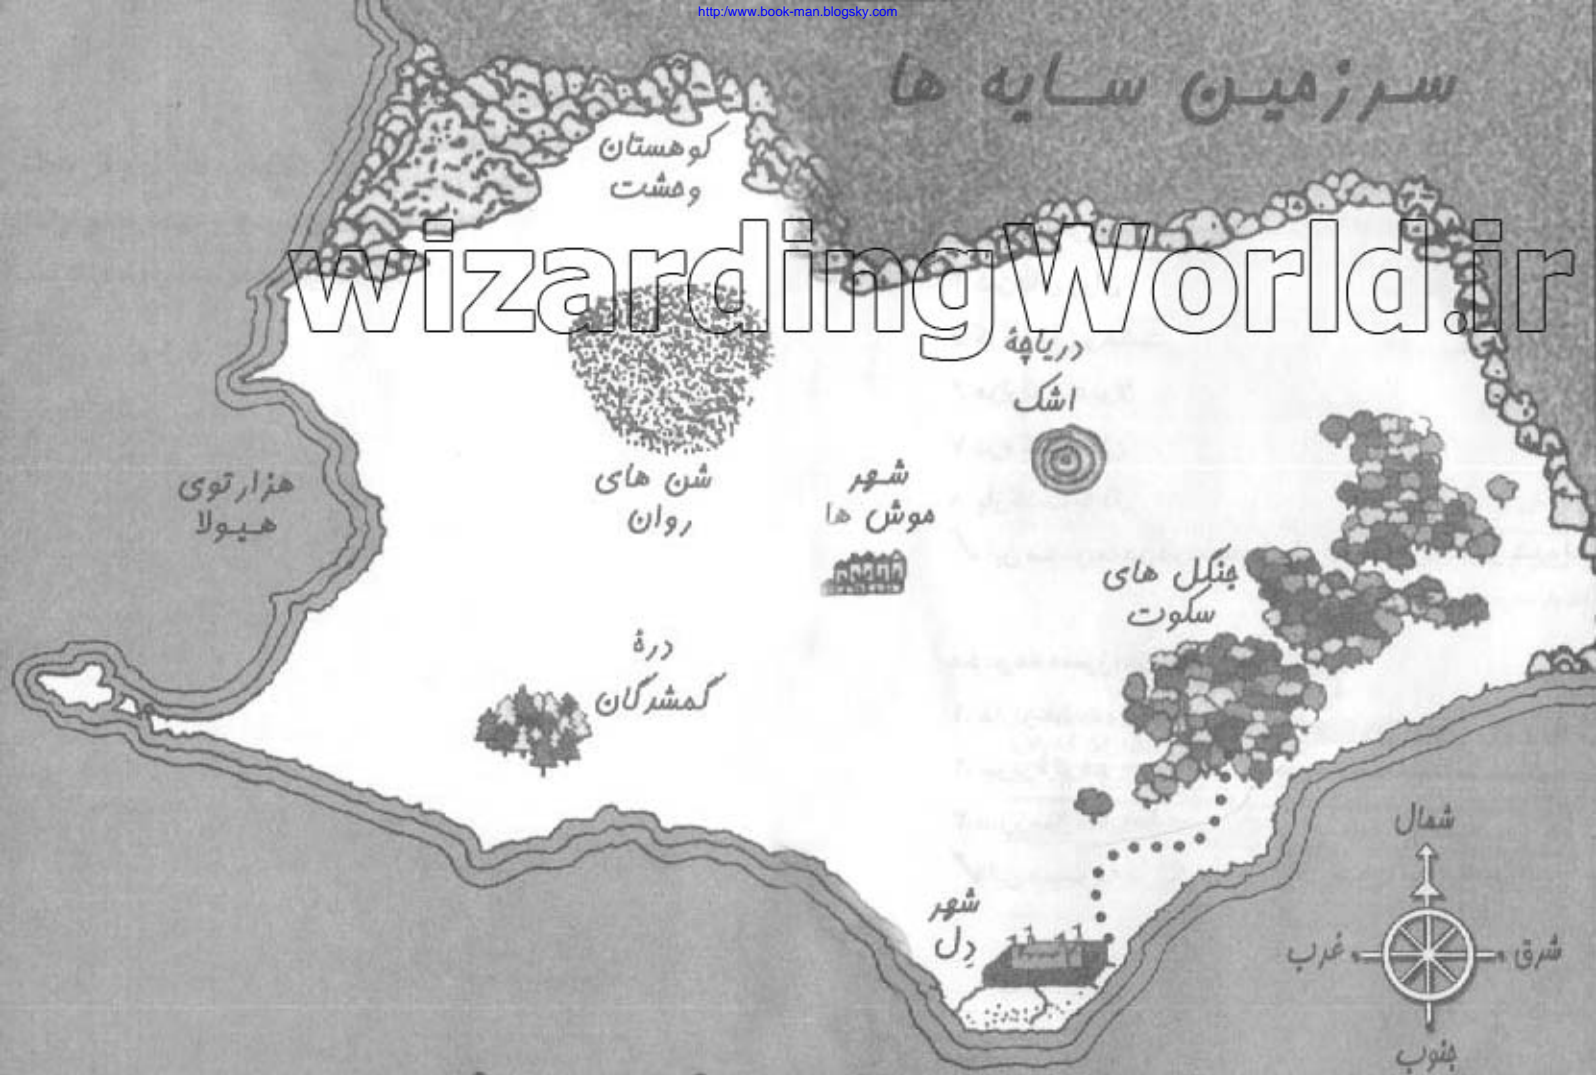 http:/www.book-man.blogsky.com
سرزمین سایه ها
کوهستان
وحشت
wizardingWorld.ir
دریاچهٔ
اشک
شن های
روان
شهر
موش ها
هزارتوی
هیولا
جنگل های
سکوت
درهٔ
گمشدگان
شمال
شهر
دِل
غرب
شرق
جنوب